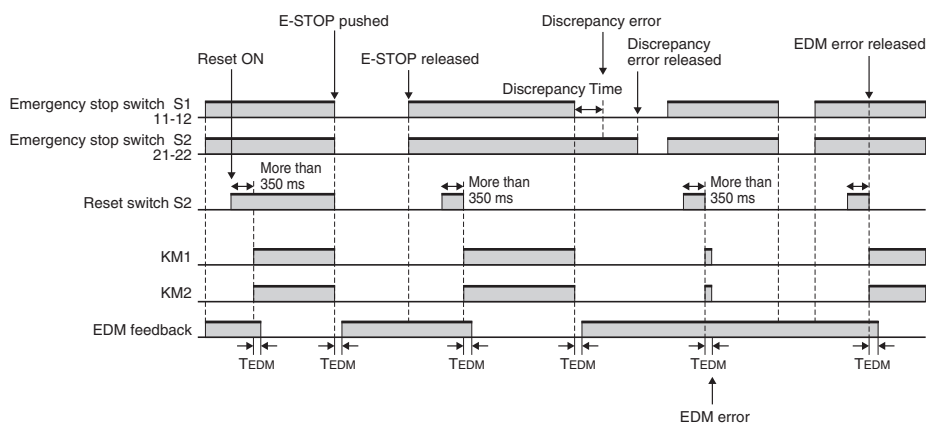 E-STOP pushed
Discrepancy error
Reset ON
E-STOP released
Discrepancy
error released
EDM error released
Discrepancy Time
Emergency stop switch S1
11-12
Emergency stop switch S2
21-22
More than
350 ms
More than
350 ms
More than
350 ms
Reset switch S2
KM1
KM2
EDM feedback
TEDM
TEDM
TEDM
TEDM
TEDM
TEDM
EDM error